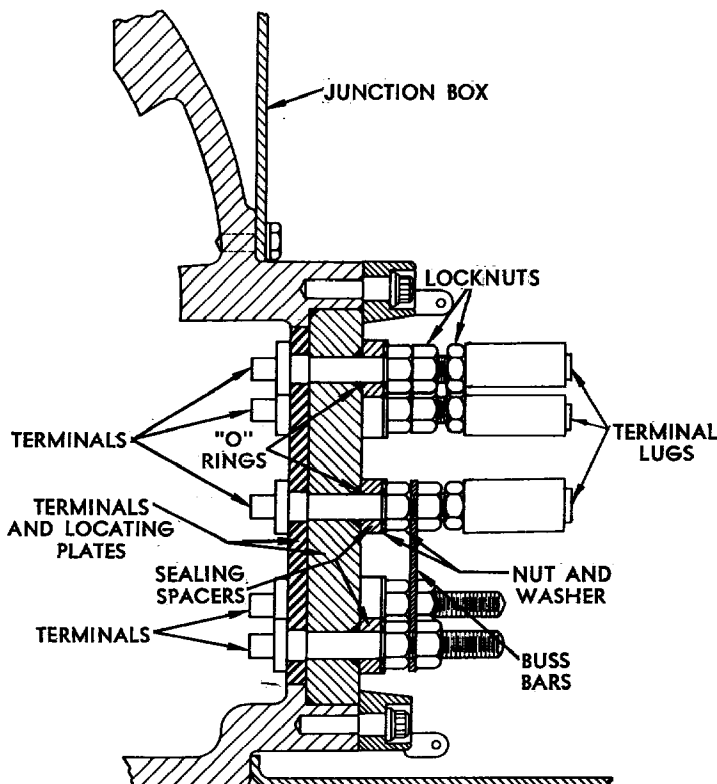 JUNCTION BOX
LOCKNUTS
TERMINALS
"O"
RINGS
TERMINAL
LUGS
TERMINALS
AND LOCATING
PLATES
SEALING
SPACERS
NUT AND
WASHER
TERMINALS
BUSS
BARS